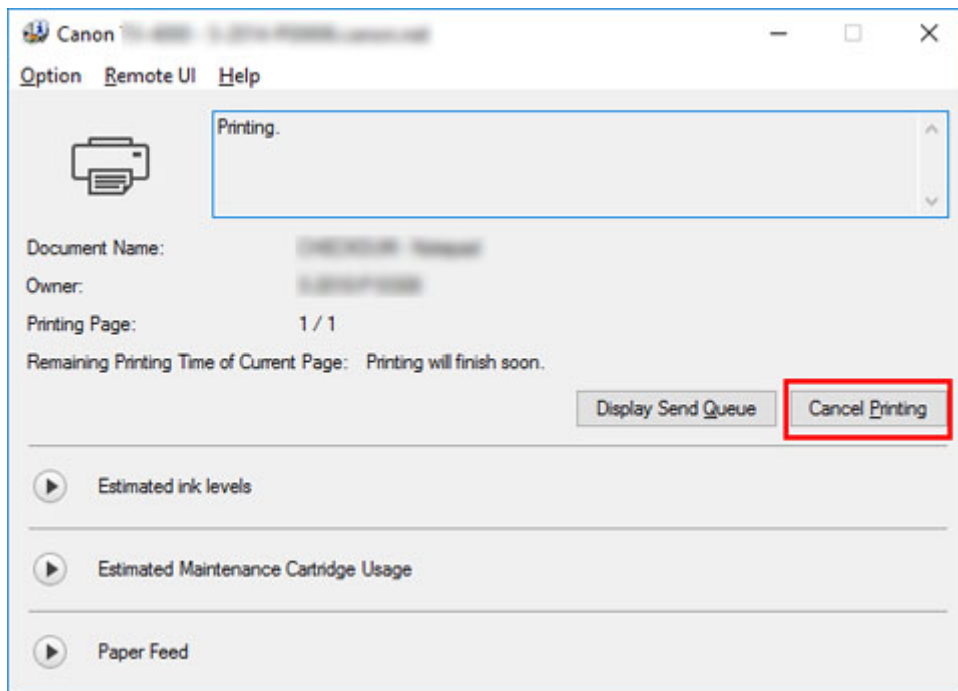 Canon
Option Remote UI Help
Printing.
Document Name:
Owner:
Printing Page: 1 / 1
Remaining Printing Time of Current Page: Printing will finish soon.
Display Send Queue Cancel Printing
Estimated ink levels
Estimated Maintenance Cartridge Usage
Paper Feed